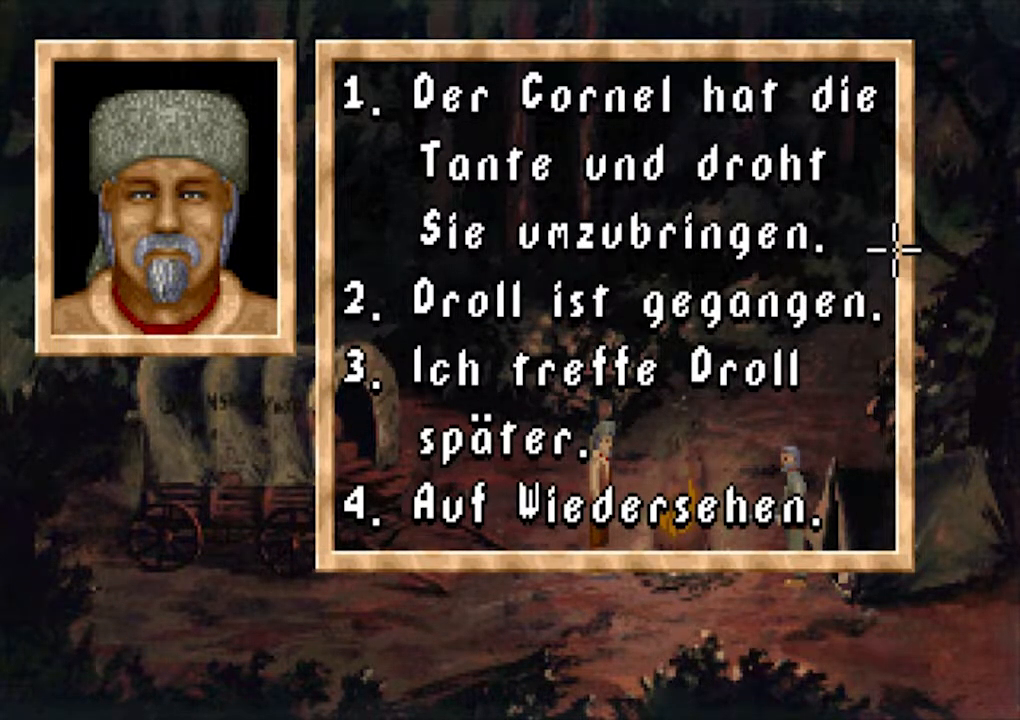 1. Der Cornel hat die
Tante und droht
Sie umzubringen.
2. Droll ist gegangen.
3. Ich treffe Droll
später.
4. Auf Wiedersehen.